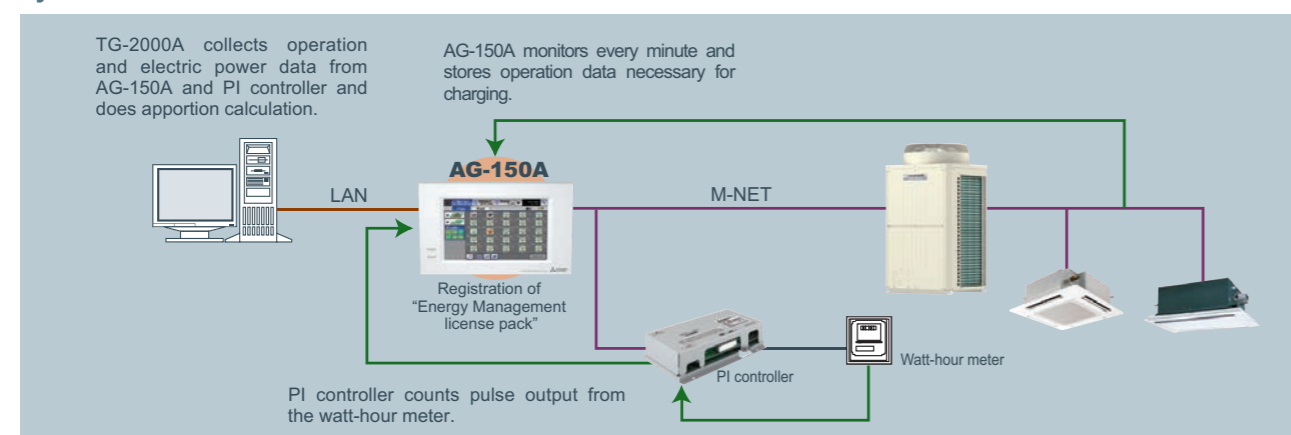 TG-2000A collects operation
and electric power data from
AG-150A and PI controller and
does apportion calculation.
AG-150A monitors every minute and
stores operation data necessary for
charging.
AG-150A
LAN
M-NET
Registration of
“Energy Management
license pack”
PI controller
Watt-hour meter
PI controller counts pulse output from
the watt-hour meter.